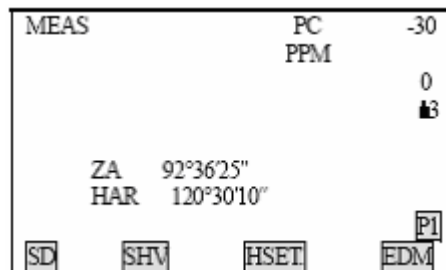 MEAS PC -30
PPM
0
3
ZA 92°36'25"
HAR 120°30'10″
P1
SD SHV HSET. EDM